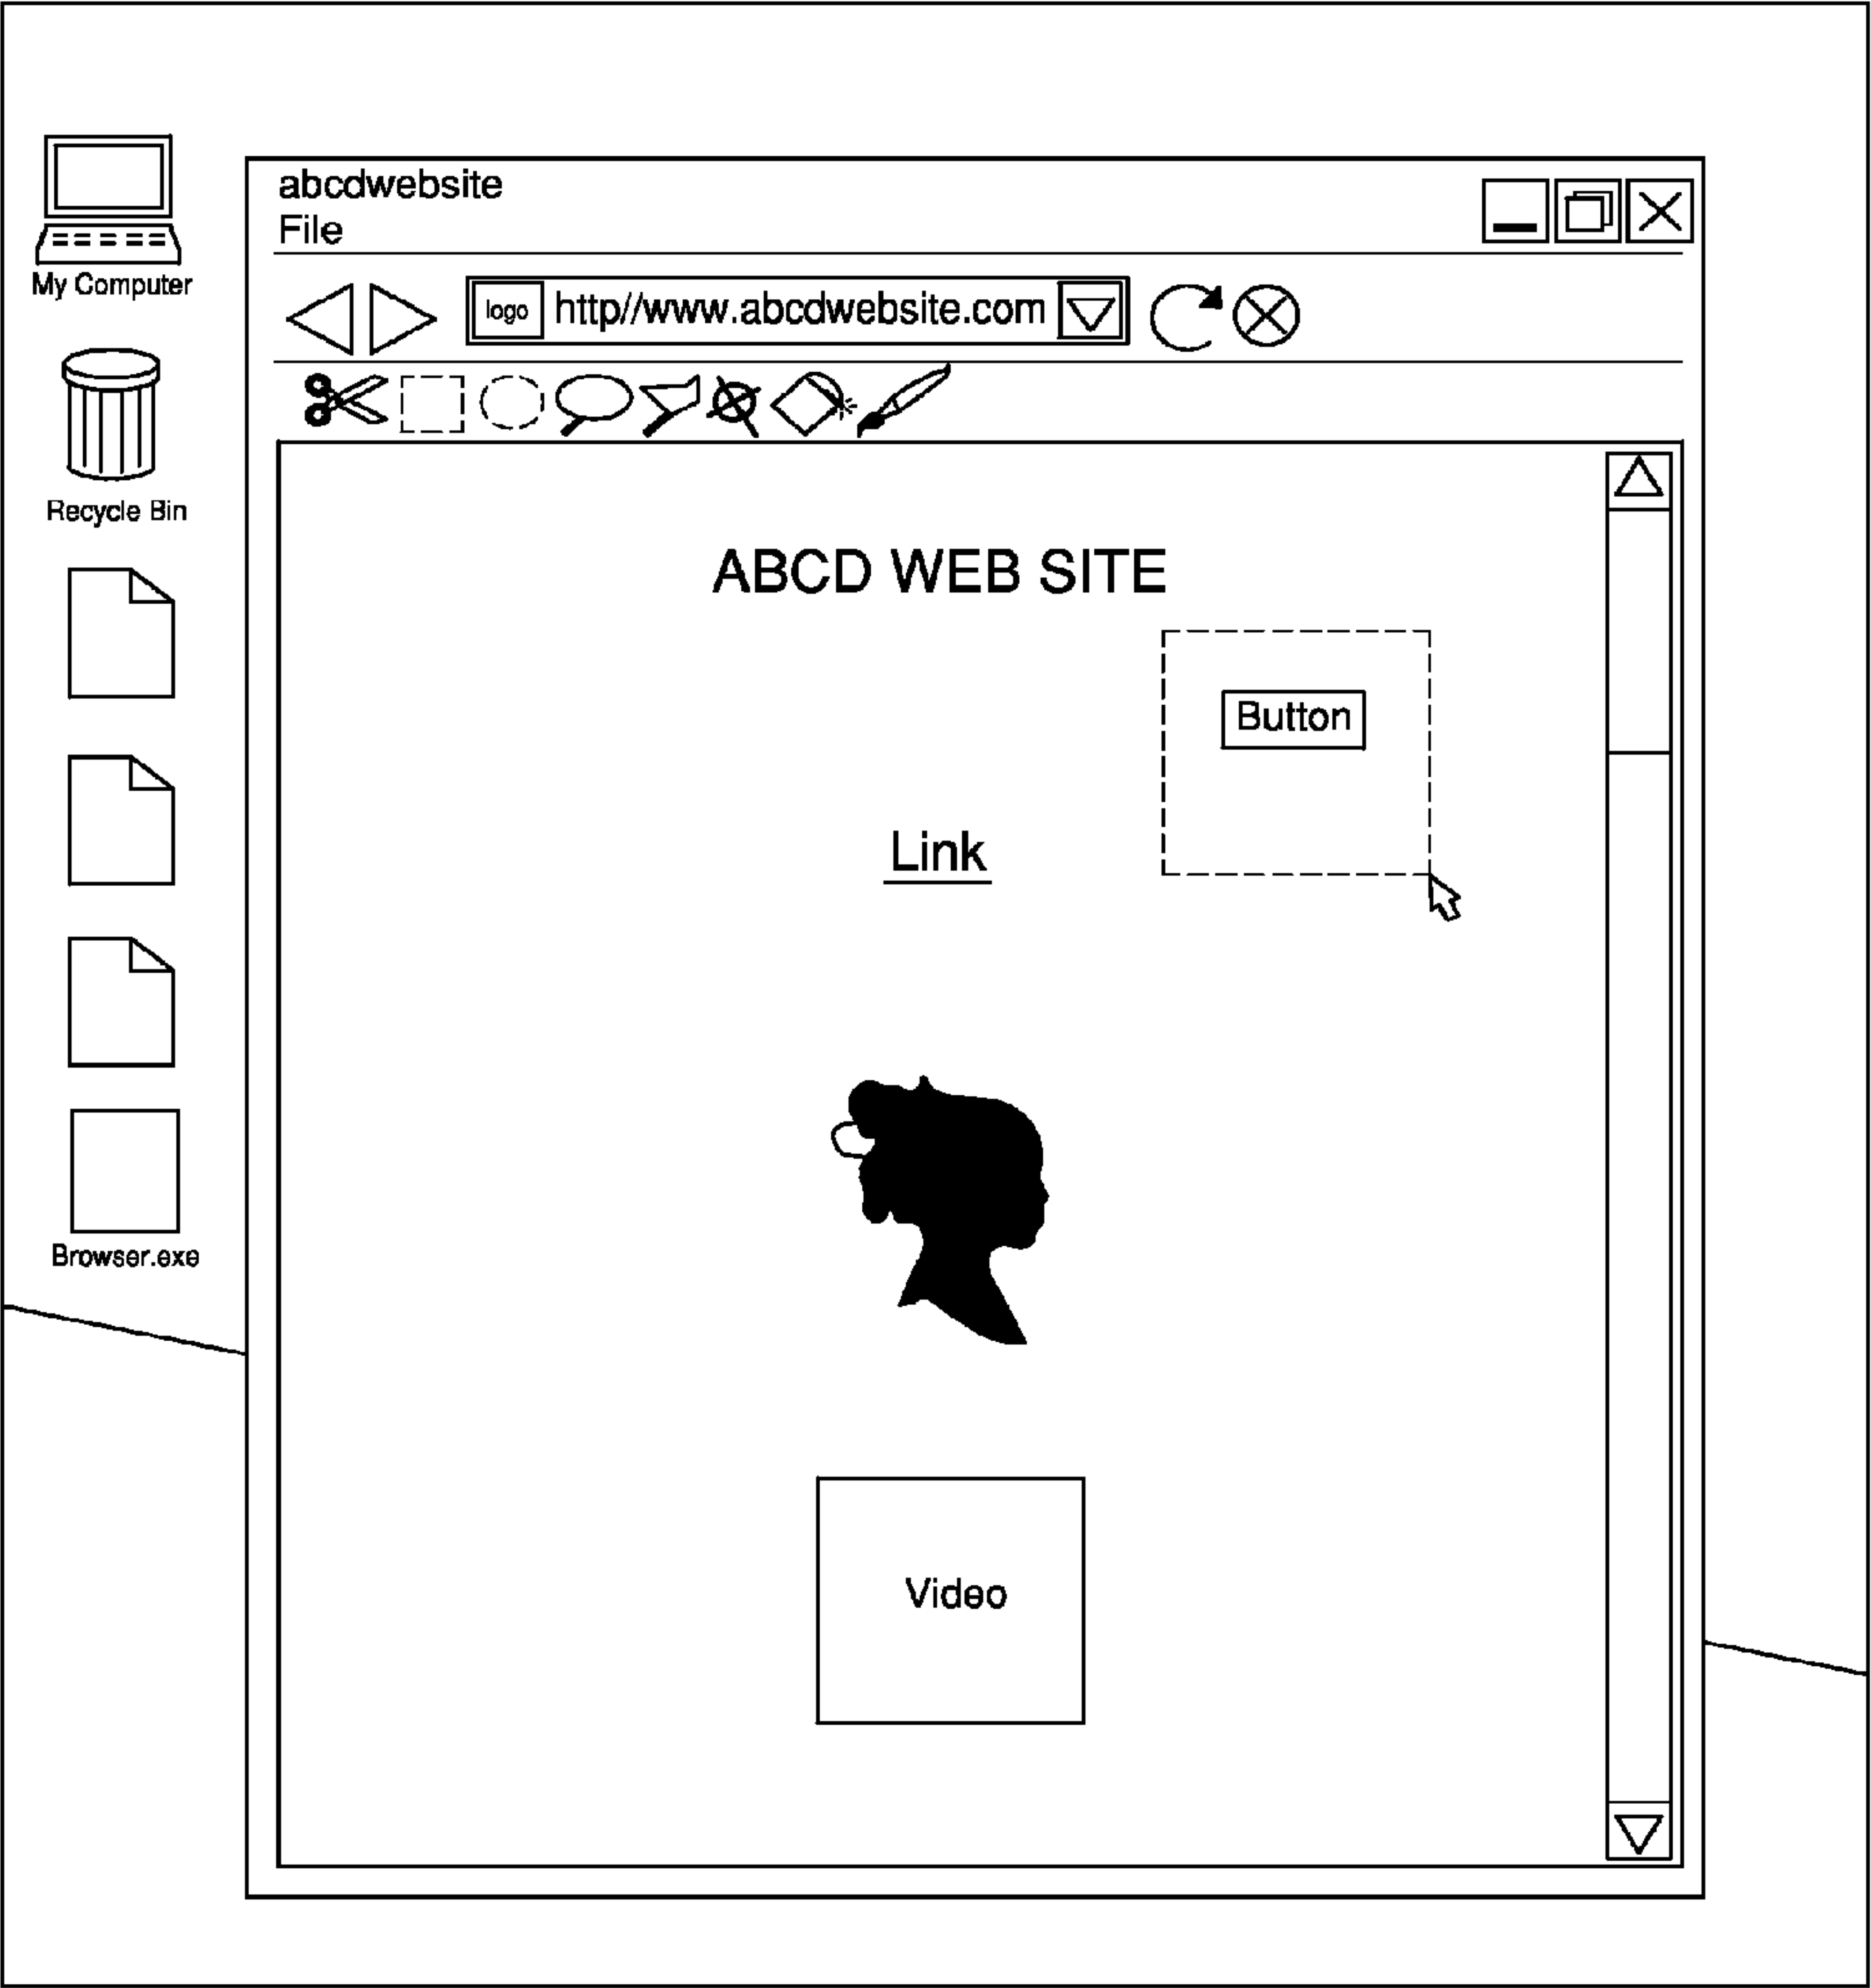 abcdwebsite
File
My Computer
logo http//www.abcdwebsite.com
Recycle Bin
ABCD WEB SITE
Button
Link
Browser.exe
Video